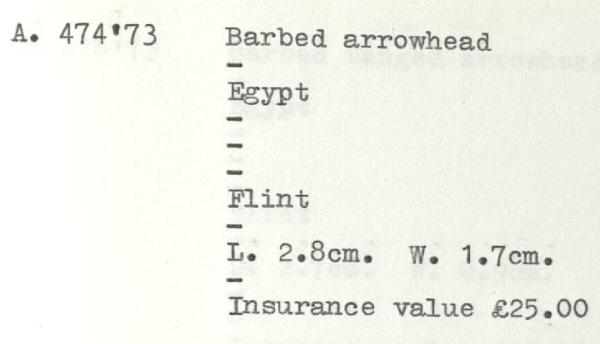 A. 474'73 Barbed arrowhead
-
Egypt
-
-
-
Flint
-
L. 2.8cm. W. 1.7cm.
-
Insurance value £25.00